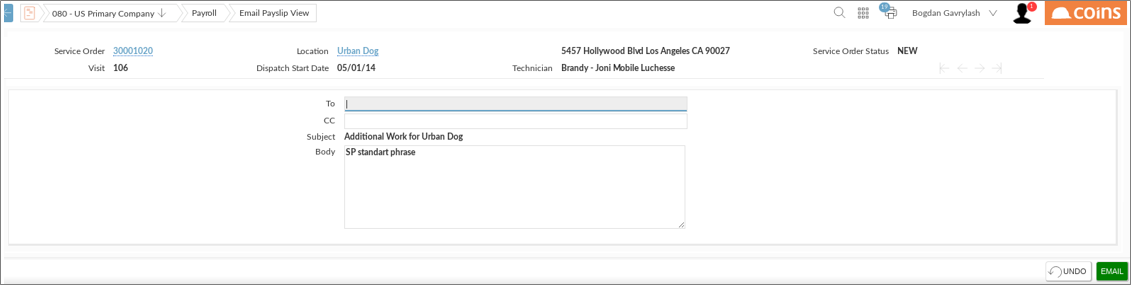 080 - US Primary Company Payroll Email Payslip View 19 Bogdan Gavrylash 1 COINS
Service Order 30001020 Location Urban Dog 5457 Hollywood Blvd Los Angeles CA 90027 Service Order Status NEW
Visit 106 Dispatch Start Date 05/01/14 Technician Brandy - Joni Mobile Luchesse
To
CC
Subject Additional Work for Urban Dog
Body SP standart phrase
UNDO EMAIL